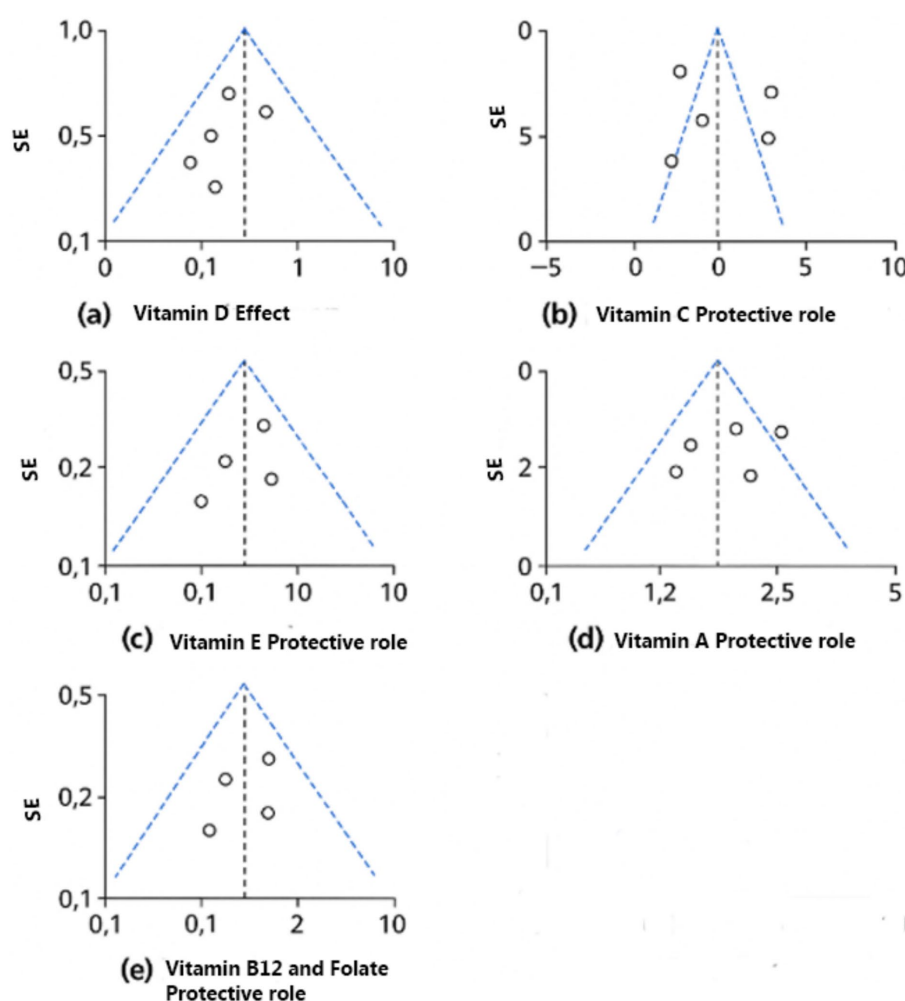 1,0
SE
0,5
0,1
0 0,1 1 10
(a) Vitamin D Effect
0
SE
5
0
−5 0 0 5 10
(b) Vitamin C Protective role
0,5
SE
0,2
0,1
0,1 0,1 10 10
(c) Vitamin E Protective role
0
SE
2
0
0,1 1,2 2,5 5
(d) Vitamin A Protective role
0,5
SE
0,2
0,1
0,1 0,1 2 10
(e) Vitamin B12 and Folate
Protective role